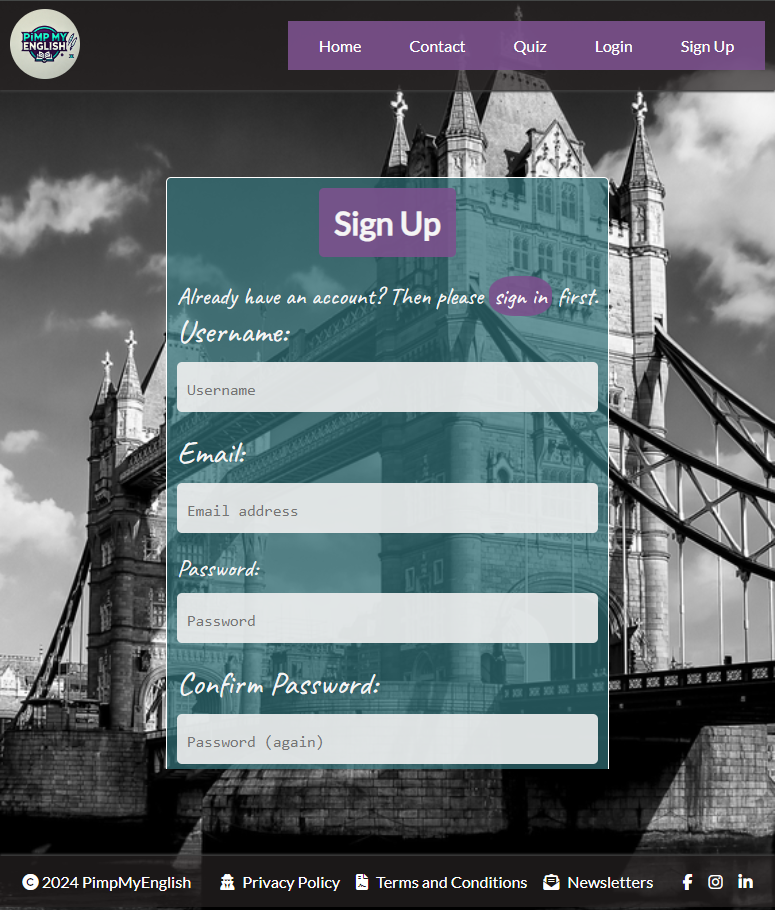 PiMP MY
ENGLISH
Home Contact Quiz Login Sign Up
Sign Up
Already have an account? Then please sign in first.
Username:
Username
Email:
Email address
Password:
Password
Confirm Password:
Password (again)
© 2024 PimpMyEnglish Privacy Policy Terms and Conditions Newsletters